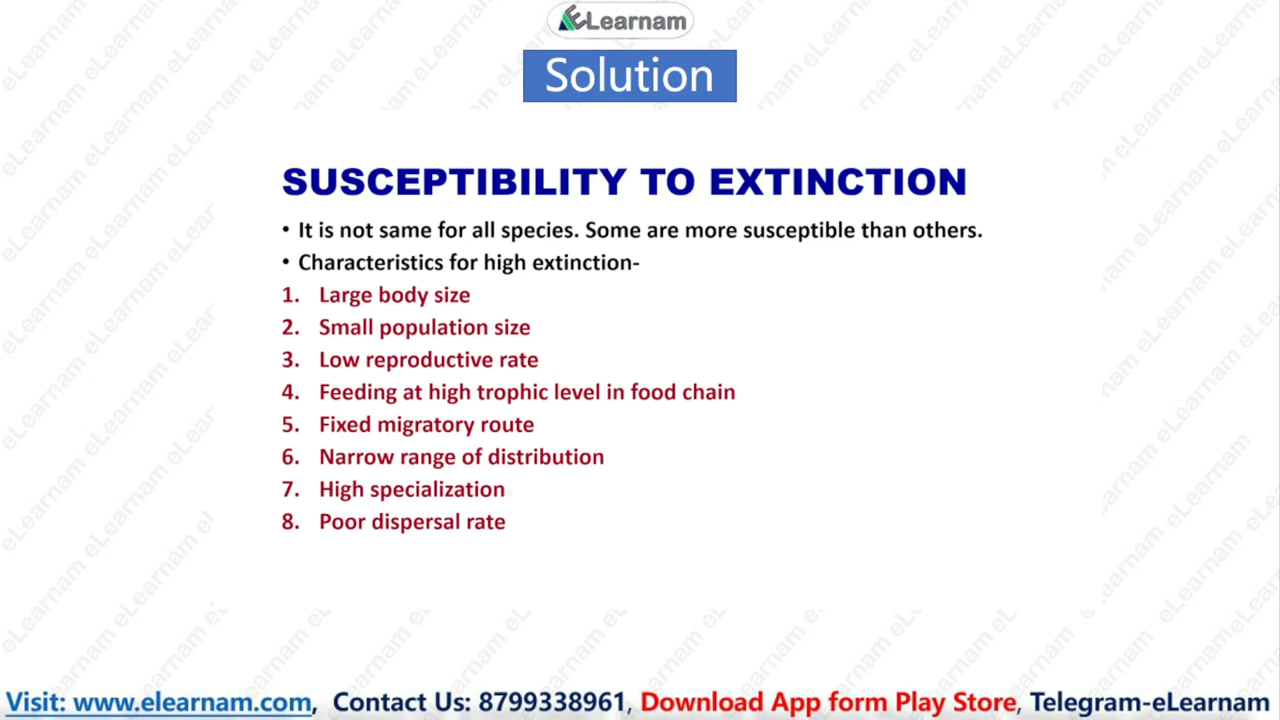 ELearnam
Solution
SUSCEPTIBILITY TO EXTINCTION
• It is not same for all species. Some are more susceptible than others.
• Characteristics for high extinction-
1. Large body size
2. Small population size
3. Low reproductive rate
4. Feeding at high trophic level in food chain
5. Fixed migratory route
6. Narrow range of distribution
7. High specialization
8. Poor dispersal rate
Visit: www.elearnam.com, Contact Us: 8799338961, Download App form Play Store, Telegram-eLearnam